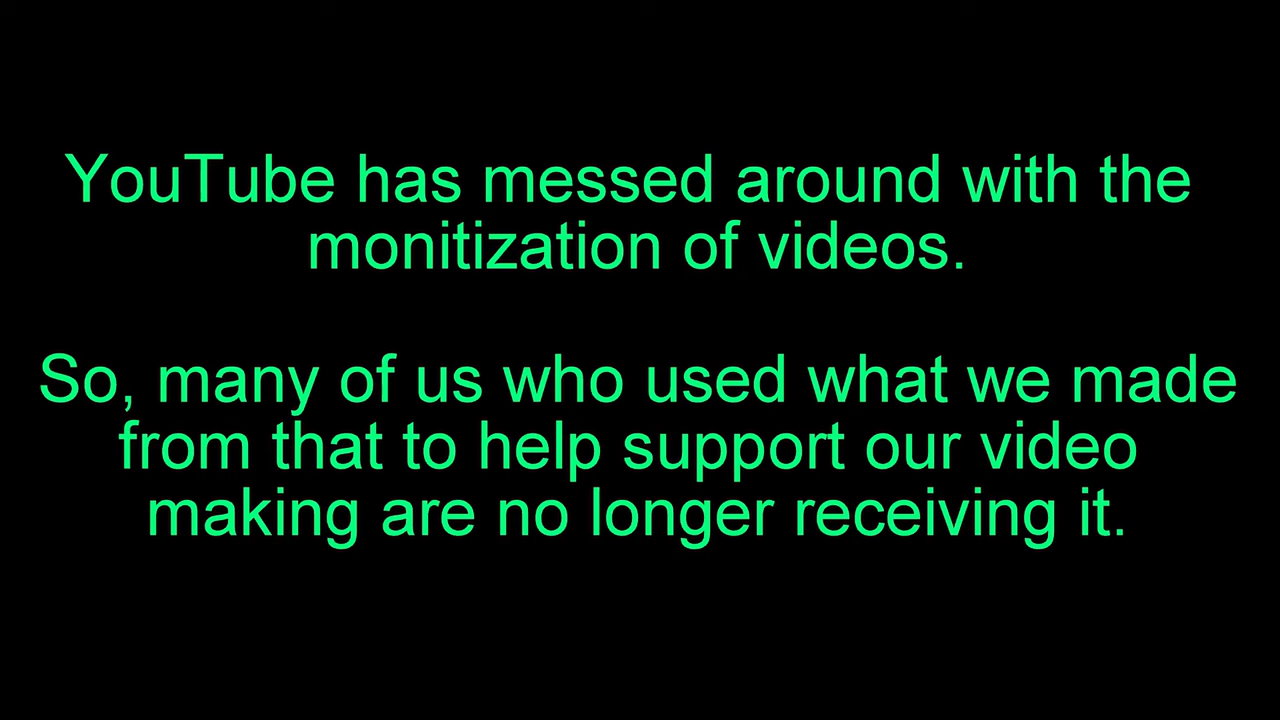 YouTube has messed around with the
monitization of videos.
So, many of us who used what we made
from that to help support our video
making are no longer receiving it.